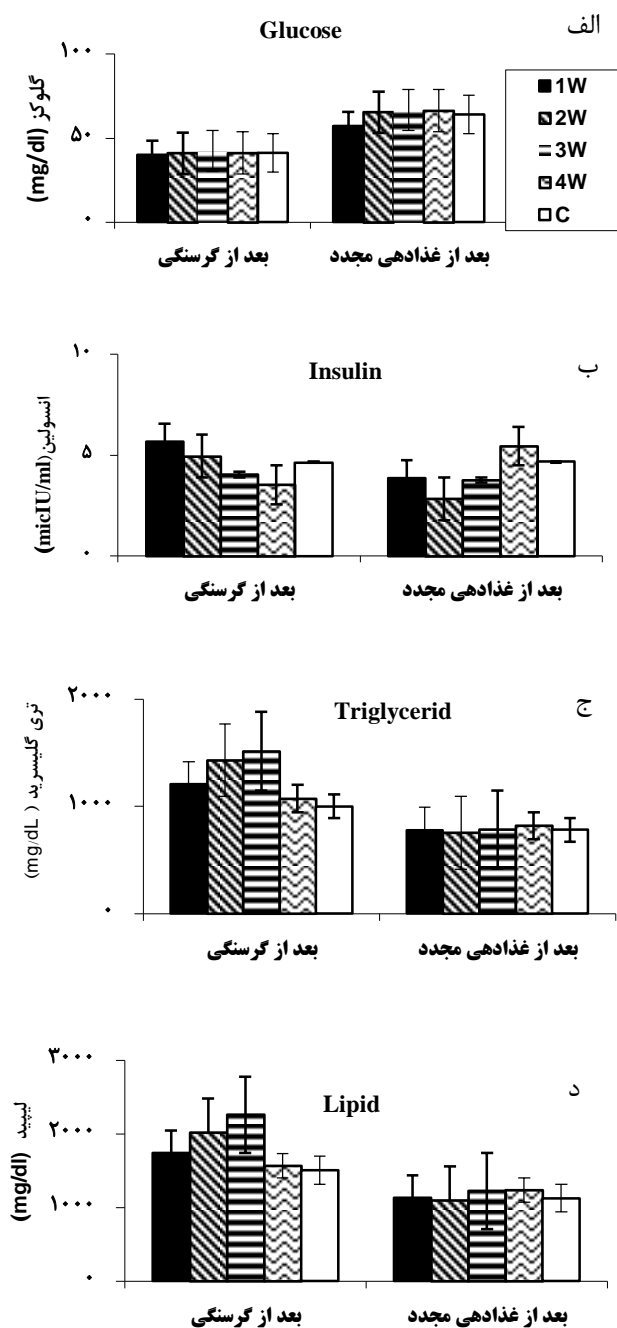 Glucose
الف
گلوکز (mg/dl)
۱۰۰
۵۰
۰
1W
2W
3W
4W
C
بعد از گرسنگی
بعد از غذادهی مجدد
Insulin
ب
انسولین(micIU/ml)
۱۰
۵
۰
بعد از گرسنگی
بعد از غذادهی مجدد
Triglycerid
ج
تری گلیسرید ( mg/dL)
۲۰۰۰
۱۰۰۰
۰
بعد از گرسنگی
بعد از غذادهی مجدد
Lipid
د
لیپید (mg/dl)
۳۰۰۰
۲۰۰۰
۱۰۰۰
۰
بعد از گرسنگی
بعد از غذادهی مجدد